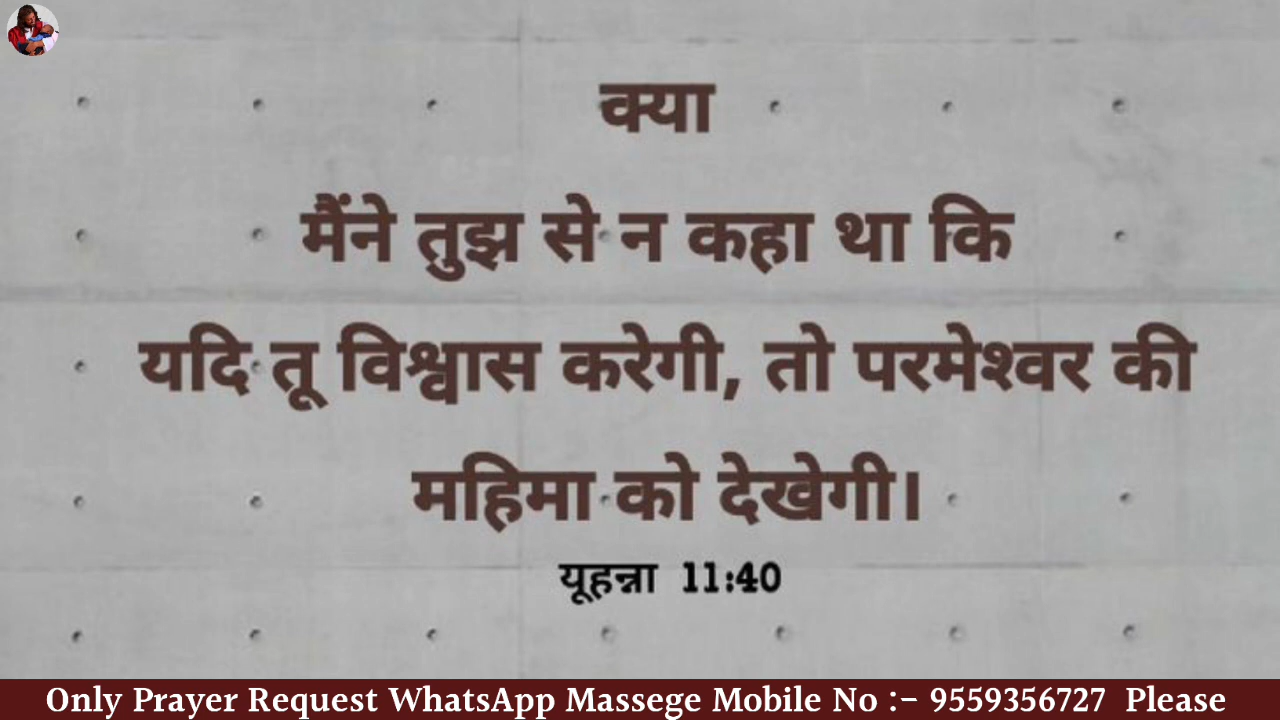 क्या
मैंने तुझ से न कहा था कि
यदि तू विश्वास करेगी, तो परमेश्वर की
महिमा को देखेगी।
यूहन्ना 11:40
Only Prayer Request WhatsApp Massege Mobile No :- 9559356727 Please